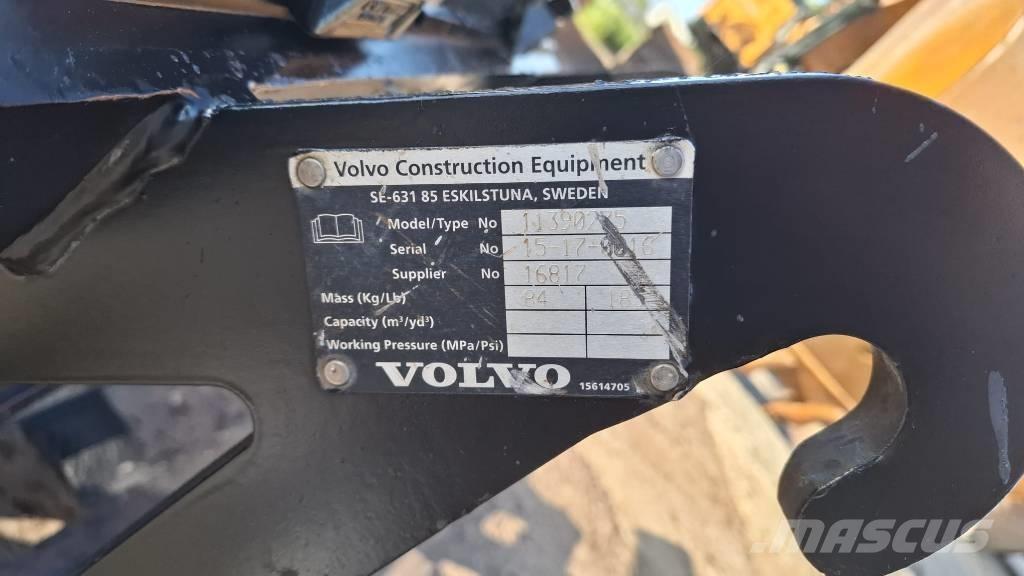 Volvo Construction Equipment
SE-631 85 ESKILSTUNA, SWEDEN
Model/Type No
Serial No
Supplier No 16817
Mass (Kg/Lb) 84
Capacity (m³/yd³)
Working Pressure (MPa/Psi)
VOLVO 15614705
MASCUS